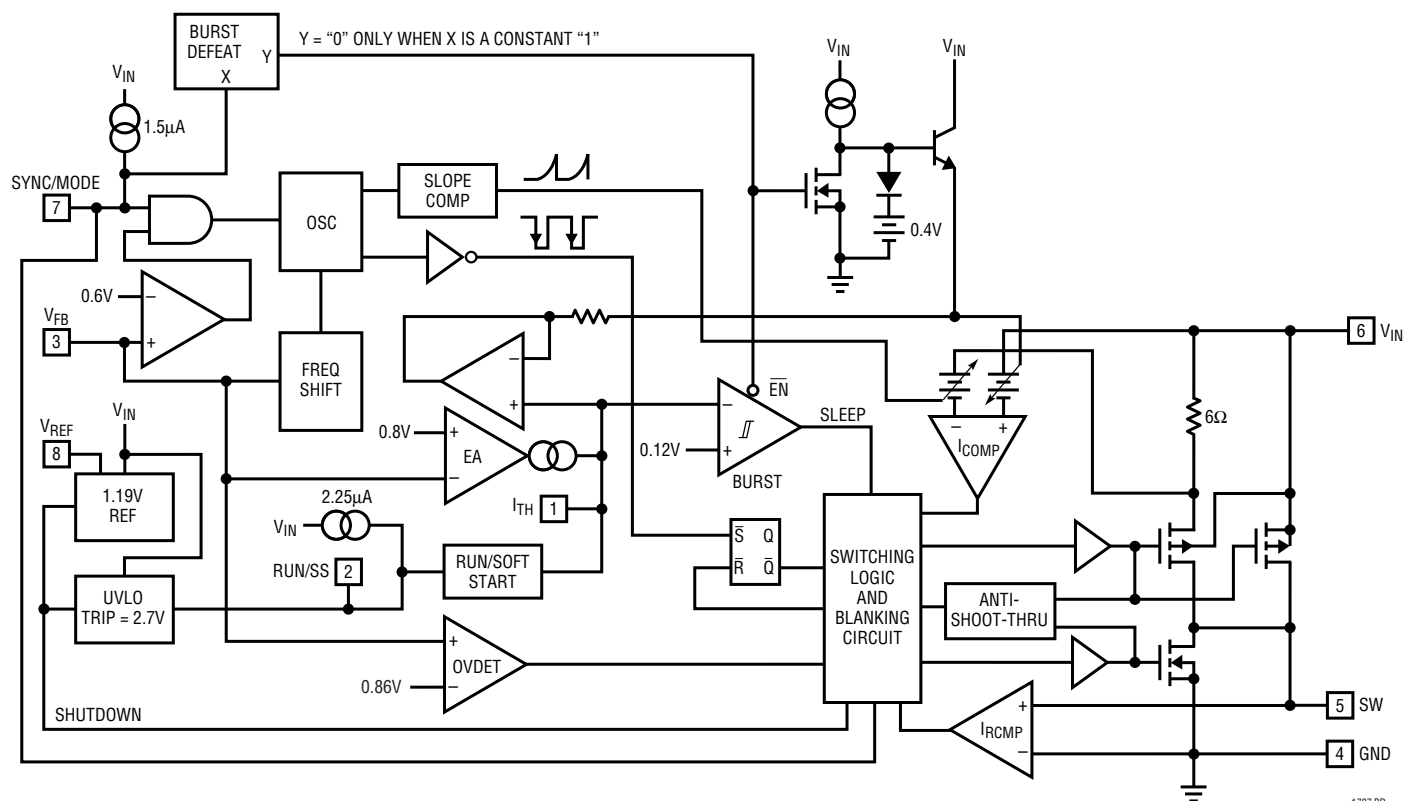 BURST
DEFEAT
Y
X
Y = “0” ONLY WHEN X IS A CONSTANT “1”
VIN
1.5µA
VIN
VIN
SYNC/MODE
7
OSC
SLOPE
COMP
0.4V
0.6V
−
+
VFB
3
FREQ
SHIFT
−
+
6
VIN
EN
SLEEP
−
+
0.12V
BURST
−
+
ICOMP
6Ω
VREF
8
VIN
0.8V
+
−
EA
1.19V
REF
2.25µA
VIN
ITH
1
RUN/SS
2
RUN/SOFT
START
S
Q
R
Q
SWITCHING
LOGIC
AND
BLANKING
CIRCUIT
ANTI-
SHOOT-THRU
UVLO
TRIP = 2.7V
+
−
OVDET
0.86V
SHUTDOWN
+
−
IRCMP
5
SW
4
GND